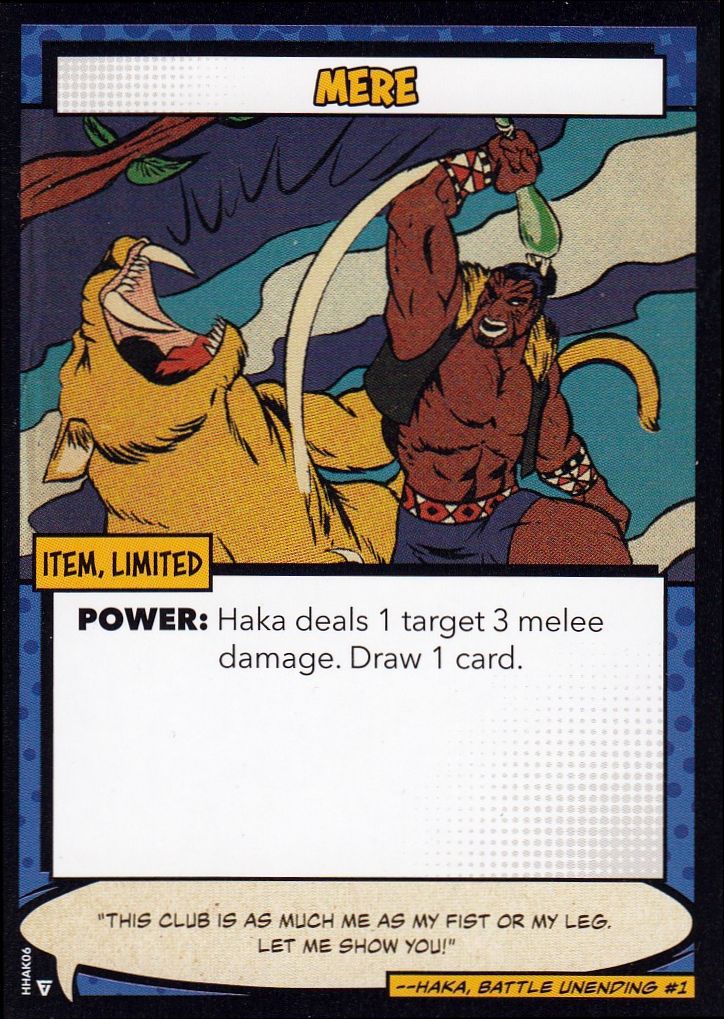 MERE
ITEM, LIMITED
POWER: Haka deals 1 target 3 melee
damage. Draw 1 card.
"THIS CLUB IS AS MUCH ME AS MY FIST OR MY LEG.
LET ME SHOW YOU!"
--HAKA, BATTLE UNENDING #1
HHAK06